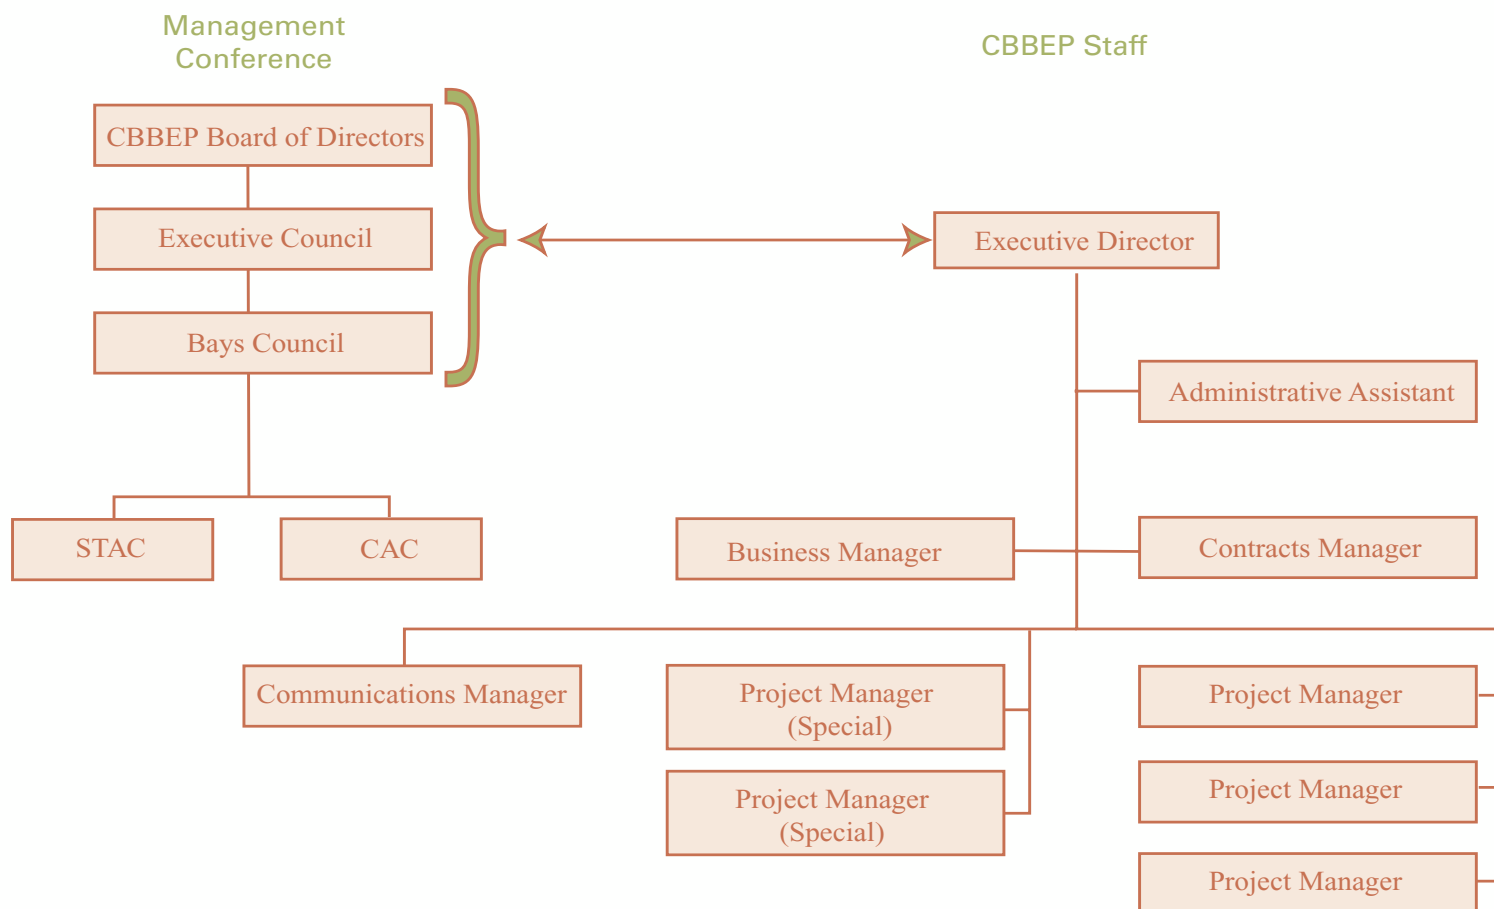 Management
Conference
CBBEP Staff
CBBEP Board of Directors
Executive Council
Executive Director
Bays Council
Administrative Assistant
STAC
CAC
Business Manager
Contracts Manager
Communications Manager
Project Manager
(Special)
Project Manager
Project Manager
(Special)
Project Manager
Project Manager